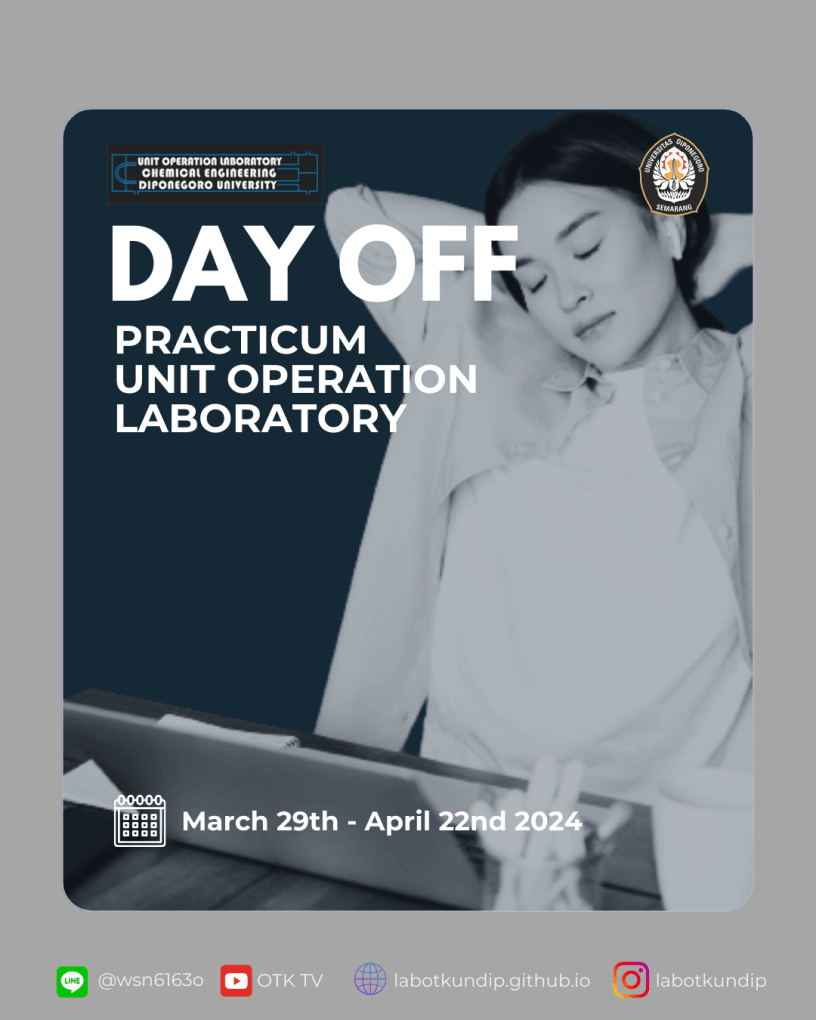 UNIT OPERATION LABORATORY
CHEMICAL ENGINEERING
DIPONEGORO UNIVERSITY
UNIVERSITAS DIPONEGORO
SEMARANG
DAY OFF
PRACTICUM
UNIT OPERATION
LABORATORY
March 29th - April 22nd 2024
LINE @wsn6163o
OTK TV
labotkundip.github.io
labotkundip